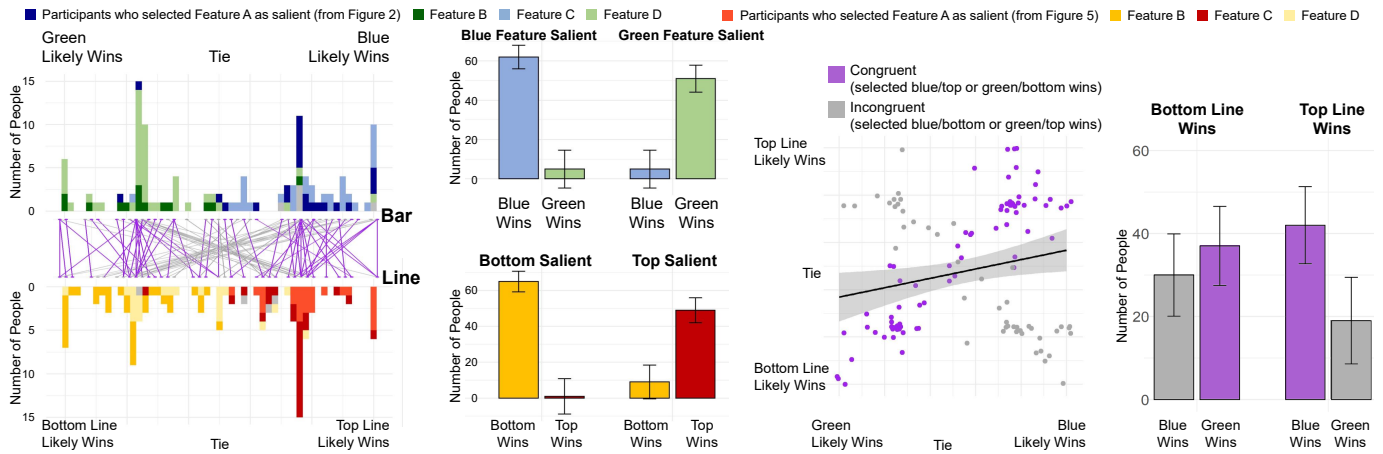 Participants who selected Feature A as salient (from Figure 2) Feature B Feature C Feature D
Participants who selected Feature A as salient (from Figure 5) Feature B Feature C Feature D
Green
Likely Wins
Tie
Blue
Likely Wins
Number of People
15
10
5
0
Bar
Line
Number of People
0
5
10
15
Bottom Line
Likely Wins
Tie
Top Line
Likely Wins
Blue Feature Salient
Green Feature Salient
Number of People
60
40
20
0
Blue
Wins
Green
Wins
Blue
Wins
Green
Wins
Bottom Salient
Top Salient
Number of People
60
40
20
0
Bottom
Wins
Top
Wins
Bottom
Wins
Top
Wins
Congruent
(selected blue/top or green/bottom wins)
Incongruent
(selected blue/bottom or green/top wins)
Top Line
Likely Wins
Tie
Bottom Line
Likely Wins
Green
Likely Wins
Tie
Blue
Likely Wins
Bottom Line
Wins
Top Line
Wins
Number of People
60
40
20
0
Blue
Wins
Green
Wins
Blue
Wins
Green
Wins